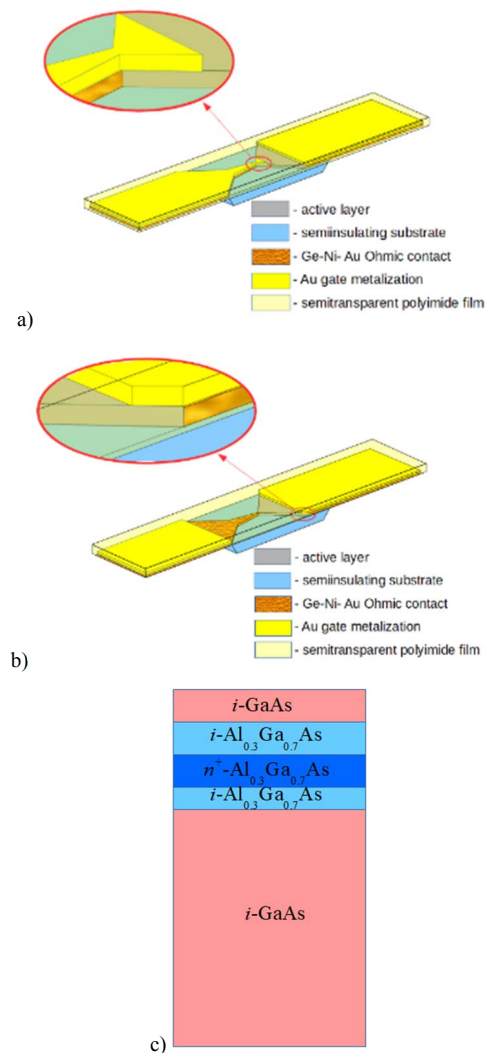 - active layer
- semiinsulating substrate
- Ge-Ni- Au Ohmic contact
- Au gate metalization
- semitransparent polyimide film
a)
- active layer
- semiinsulating substrate
- Ge-Ni- Au Ohmic contact
- Au gate metalization
- semitransparent polyimide film
b)
i-GaAs
i-Al0.3Ga0.7As
n+-Al0.3Ga0.7As
i-Al0.3Ga0.7As
i-GaAs
c)